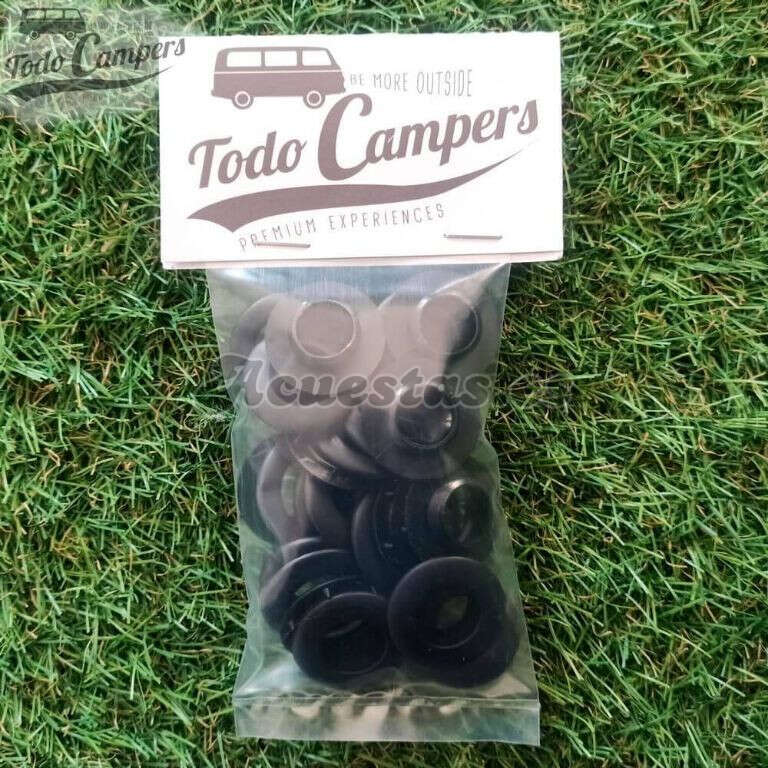 Todo Campers
BE MORE OUTSIDE
Todo Campers
PREMIUM EXPERIENCES
Acuestas